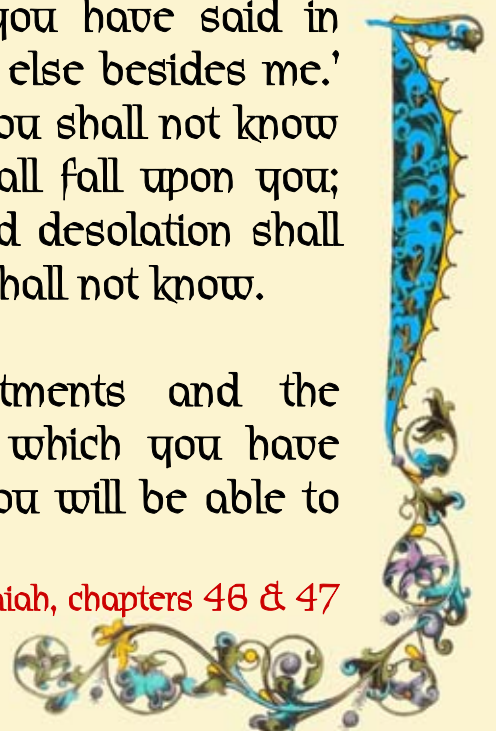 you have said in
else besides me.'
ou shall not know
all fall upon you;
d desolation shall
hall not know.
tments and the
which you have
ou will be able to
niah, chapters 46 & 47